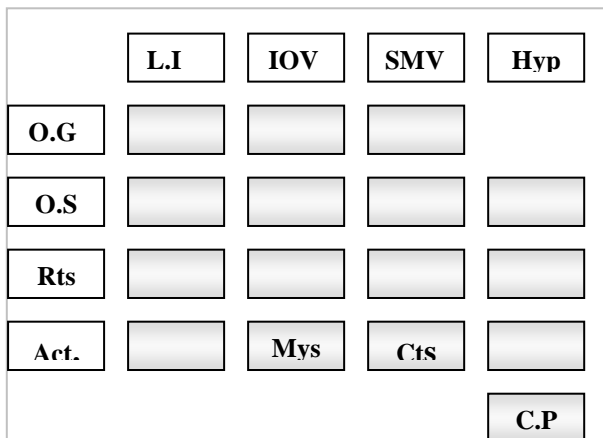 L.I IOV SMV Hyp
O.G
O.S
Rts
Act. Mys Cts
C.P